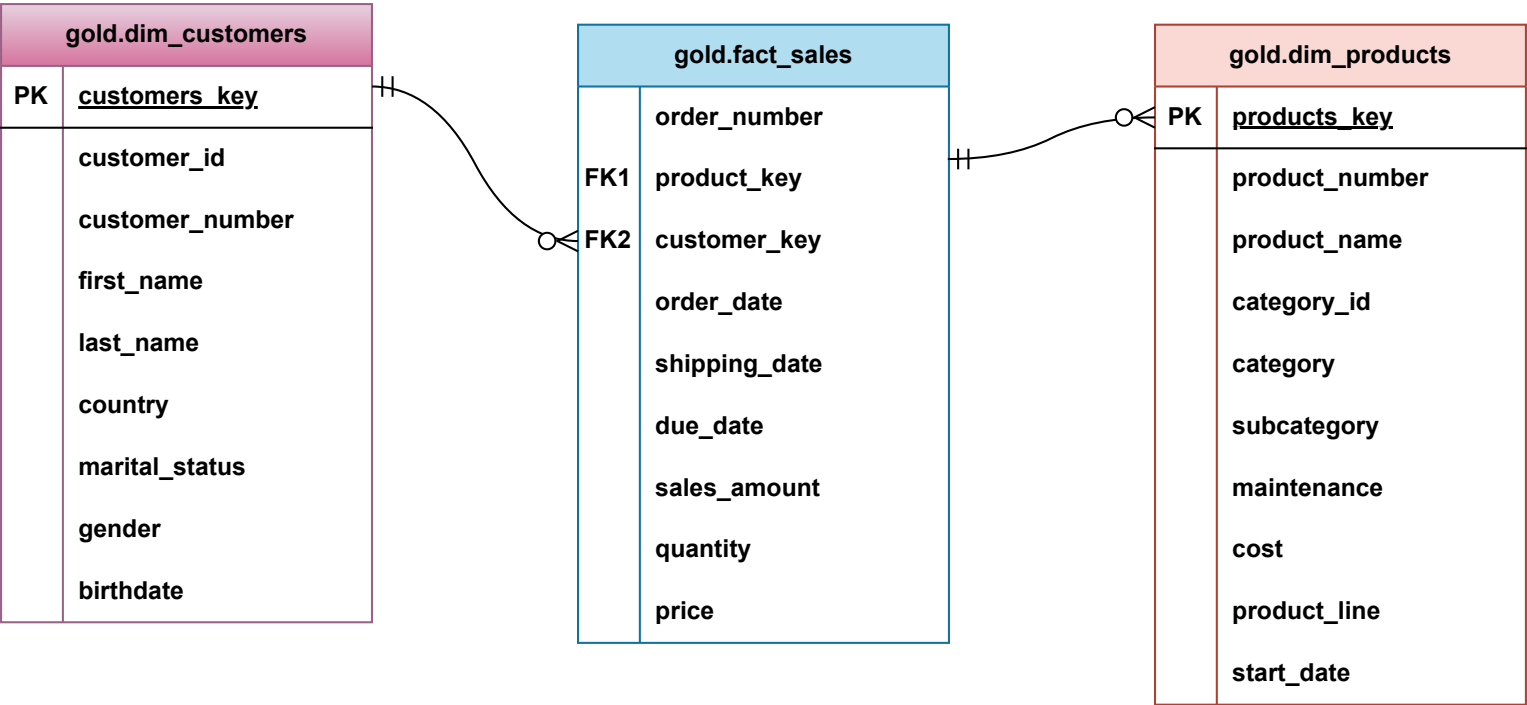 gold.dim_customers
PK customers_key
customer_id
customer_number
first_name
last_name
country
marital_status
gender
birthdate
gold.fact_sales
order_number
FK1 product_key
FK2 customer_key
order_date
shipping_date
due_date
sales_amount
quantity
price
gold.dim_products
PK products_key
product_number
product_name
category_id
category
subcategory
maintenance
cost
product_line
start_date